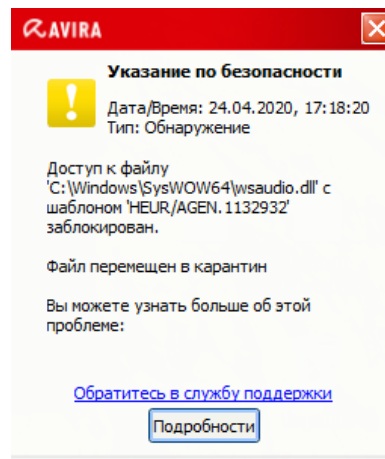 AVIRA
Указание по безопасности
Дата/Время: 24.04.2020, 17:18:20
Тип: Обнаружение
Доступ к файлу
'C:\Windows\SysWOW64\wsaudio.dll' с
шаблоном 'HEUR/AGEN.1132932'
заблокирован.
Файл перемещен в карантин
Вы можете узнать больше об этой
проблеме:
Обратитесь в службу поддержки
Подробности